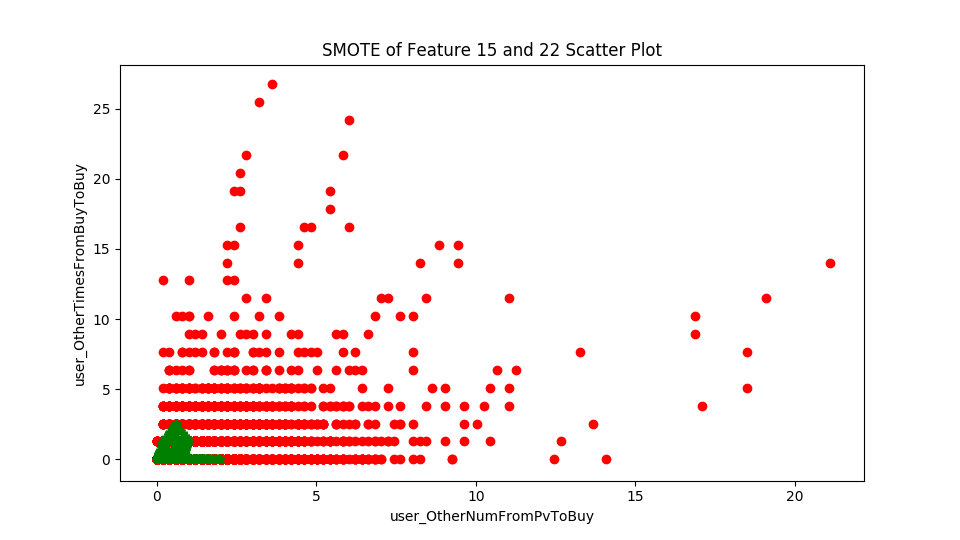 SMOTE of Feature 15 and 22 Scatter Plot
user_OtherTimesFromBuyToBuy
25
20
15
10
5
0
0 5 10 15 20
user_OtherNumFromPvToBuy